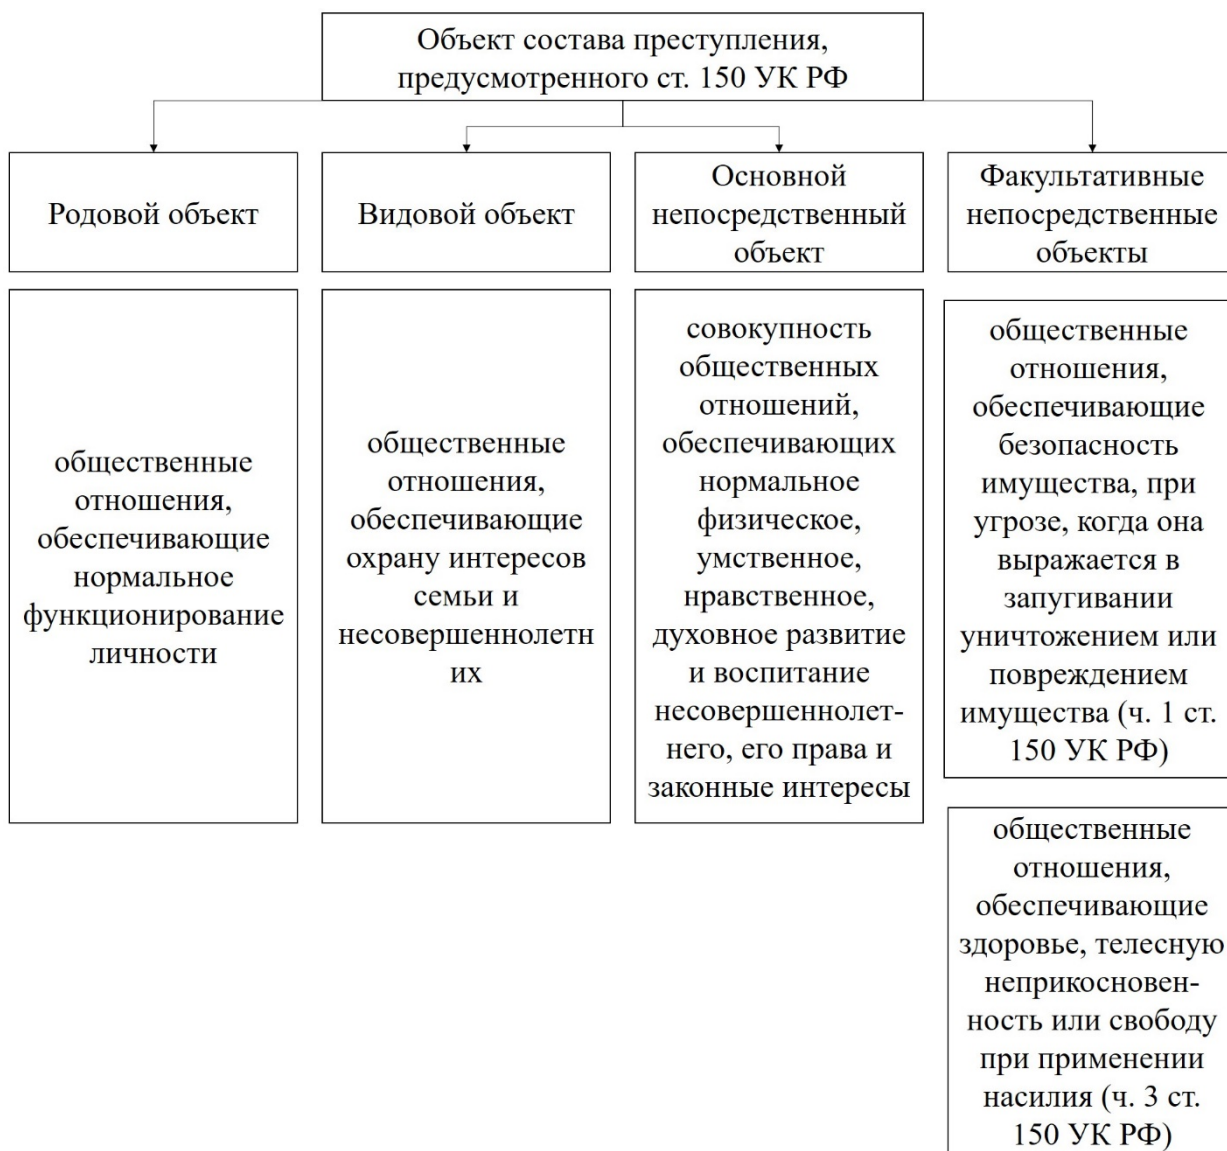 Объект состава преступления,
предусмотренного ст. 150 УК РФ
Родовой объект
Видовой объект
Основной
непосредственный
объект
Факультативные
непосредственные
объекты
общественные
отношения,
обеспечивающие
нормальное
функционирование
личности
общественные
отношения,
обеспечивающие
охрану интересов
семьи и
несовершеннолетн
их
совокупность
общественных
отношений,
обеспечивающих
нормальное
физическое,
умственное,
нравственное,
духовное развитие
и воспитание
несовершеннолет-
него, его права и
законные интересы
общественные
отношения,
обеспечивающие
безопасность
имущества, при
угрозе, когда она
выражается в
запугивании
уничтожением или
повреждением
имущества (ч. 1 ст.
150 УК РФ)
общественные
отношения,
обеспечивающие
здоровье, телесную
неприкосновен-
ность или свободу
при применении
насилия (ч. 3 ст.
150 УК РФ)